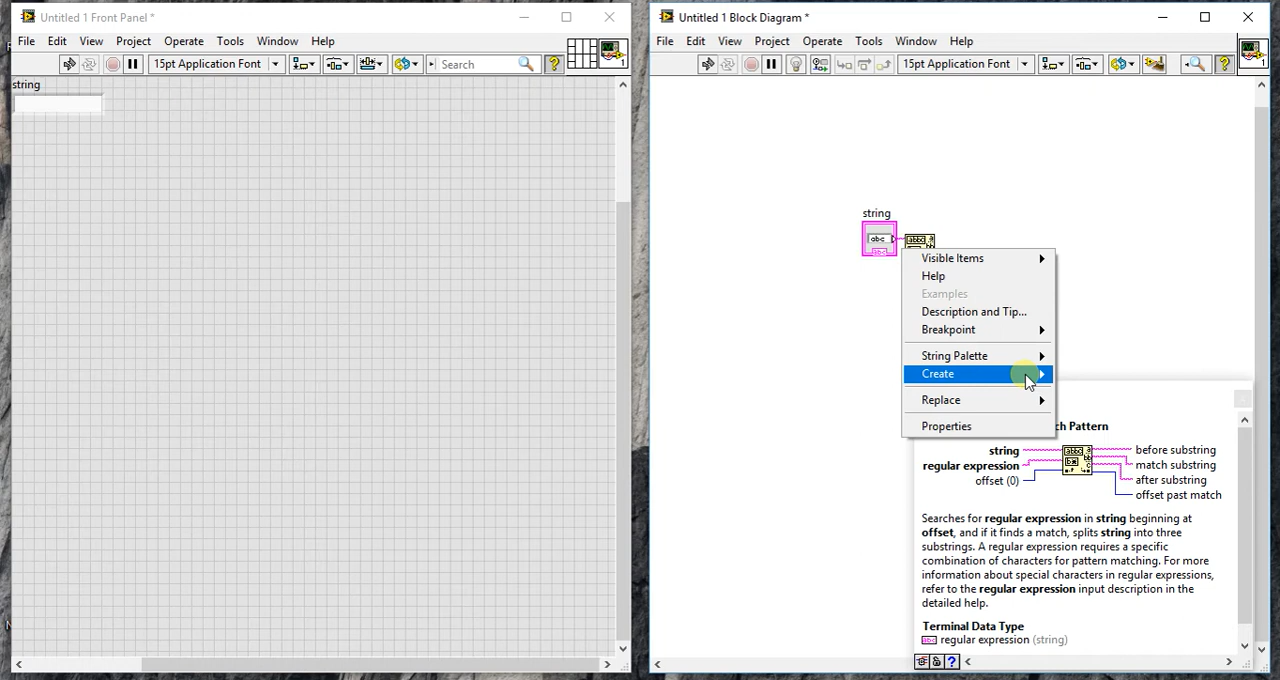 Untitled 1 Front Panel *
File Edit View Project Operate Tools Window Help
15pt Application Font
Search
?
1
string
Untitled 1 Block Diagram *
File Edit View Project Operate Tools Window Help
15pt Application Font
?
1
string
abc
abc
Visible Items
Help
Examples
Description and Tip...
Breakpoint
String Palette
Create
Replace
Properties
ch Pattern
string
regular expression
offset (0)
before substring
match substring
after substring
offset past match
Searches for regular expression in string beginning at
offset, and if it finds a match, splits string into three
substrings. A regular expression requires a specific
combination of characters for pattern matching. For more
information about special characters in regular expressions,
refer to the regular expression input description in the
detailed help.
Terminal Data Type
abc regular expression (string)
?